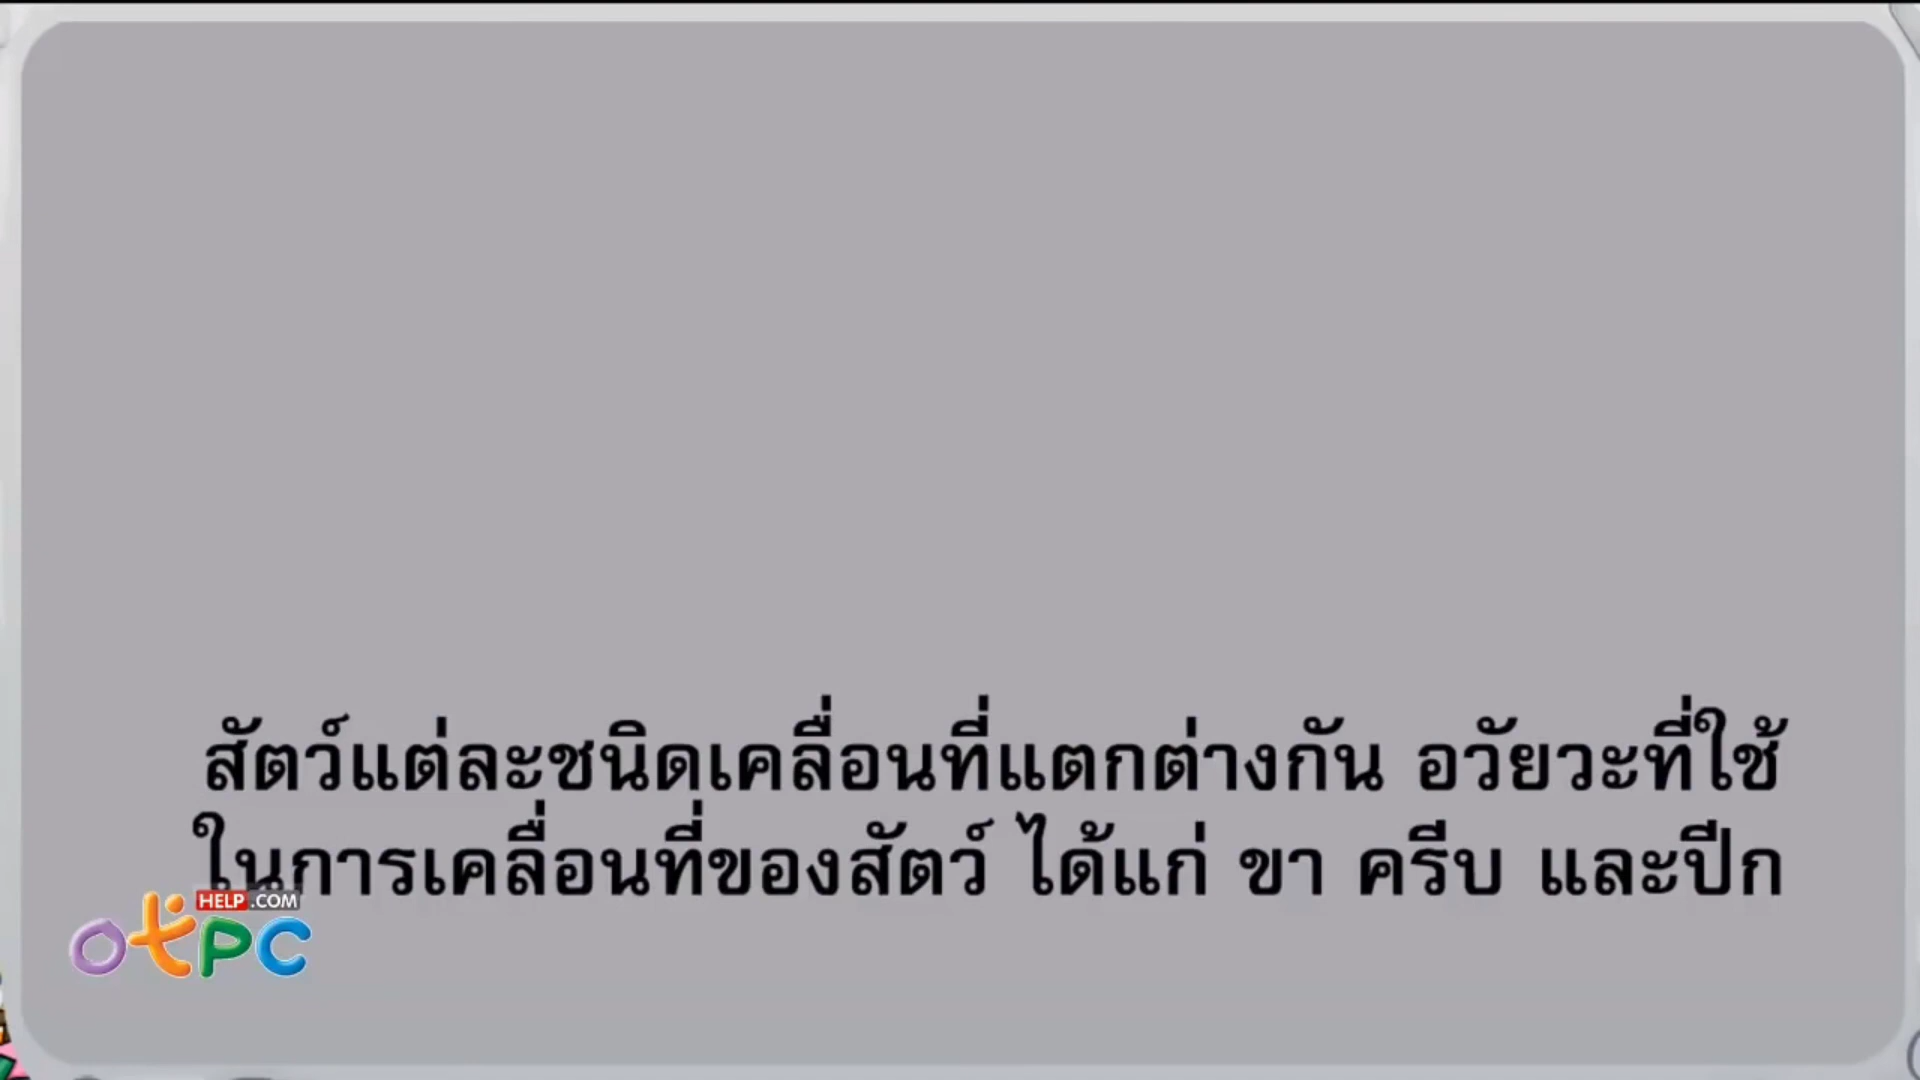 สัตว์แต่ละชนิดเคลื่อนที่แตกต่างกัน อวัยวะที่ใช้
ในการเคลื่อนที่ของสัตว์ ได้แก่ ขา ครีบ และปีก
HELP.COM
otpc